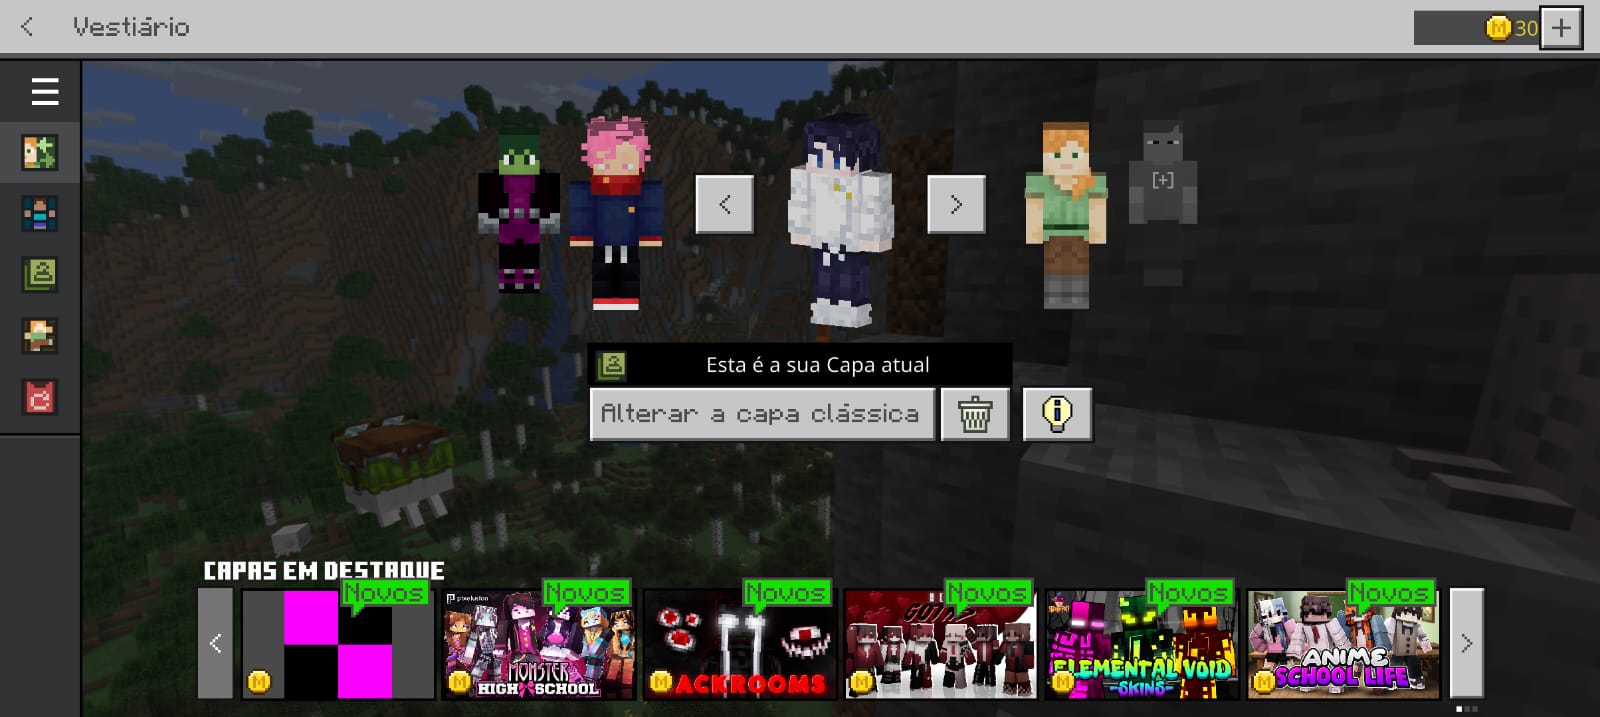 Vestiário
30
[+]
Esta é a sua Capa atual
Alterar a capa clássica
CAPAS EM DESTAQUE
Novos
Novos
Novos
Novos
Novos
Novos
pixelusion
MONSTER
HIGH SCHOOL
ACKROOMS
ELEMENTAL VOID
-SKINS-
ANIME
SCHOOL LIFE